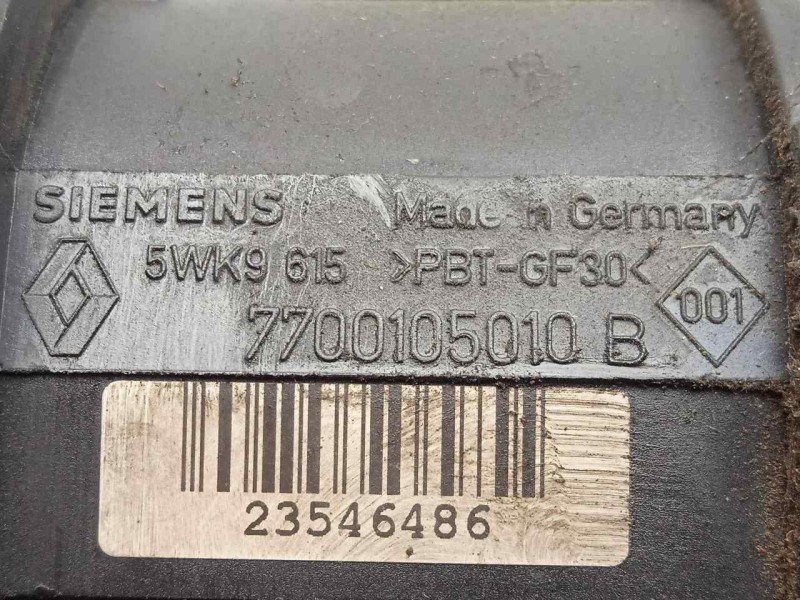 SIEMENS Made in Germany
5WK9 615 >PBT-GF30< 001
7700105010 B
23546486